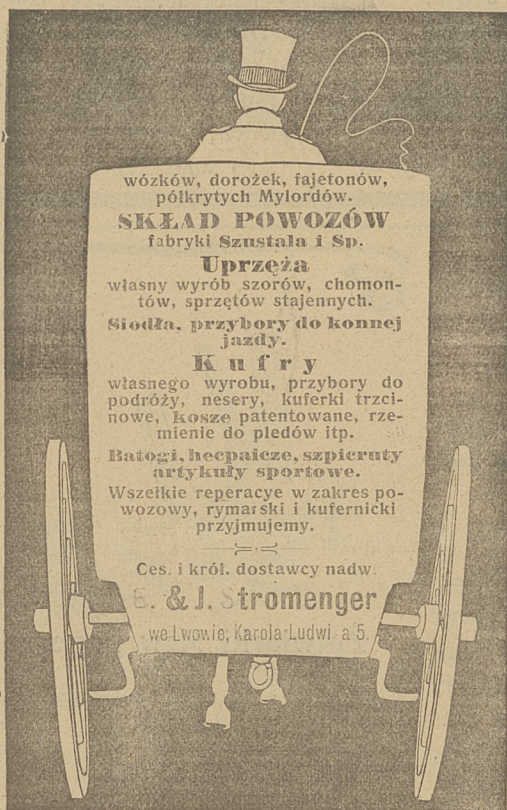 wózków, dorożek, fajetonów,
półkrytych Mylordów.
SKŁAD POWOZÓW
fabryki Szustala i Sp.
Uprzęża
własny wyrób szorów, chomon-
tów, sprzętów stajennych.
Siodła, przybory do konnej
jazdy.
Kufry
własnego wyrobu, przybory do
podróży, nesery, kuferki trzci-
nowe, kosze patentowane, rze-
mienie do pledów itp.
Batogi, hecpaicze, szpicruty
artykuły sportowe.
Wszelkie reperacye w zakres po-
wozowy, rymarski i kufernicki
przyjmujemy.
Ces. i król. dostawcy nadw.
& J. Stromenger
we Lwowie, Karola-Ludwi a 5.